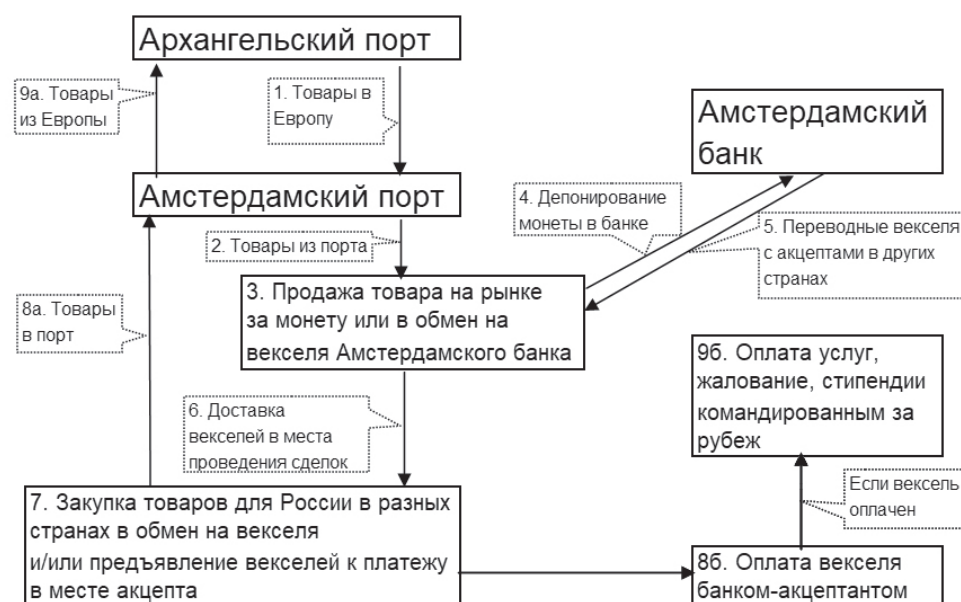 Архангельский порт
9а. Товары
из Европы
1. Товары в
Европу
Амстердамский
банк
Амстердамский порт
4. Депонирование
монеты в банке
5. Переводные векселя
с акцептами в других
странах
2. Товары из порта
3. Продажа товара на рынке
за монету или в обмен на
векселя Амстердамского банка
8а. Товары
в порт
9б. Оплата услуг,
жалование, стипендии
командированным за
рубеж
6. Доставка
векселей в места
проведения сделок
Если вексель
оплачен
7. Закупка товаров для России в разных
странах в обмен на векселя
и/или предъявление векселей к платежу
в месте акцепта
8б. Оплата векселя
банком-акцептантом